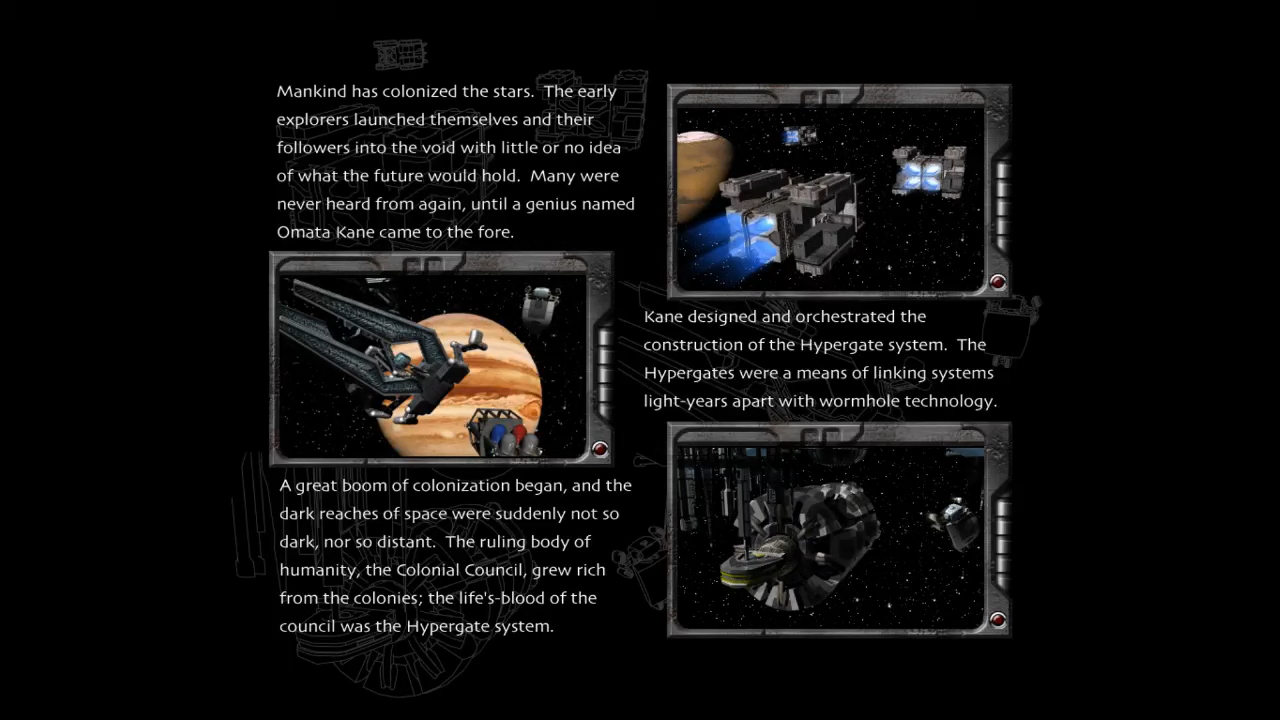 Mankind has colonized the stars.  The early
explorers launched themselves and their
followers into the void with little or no idea
of what the future would hold.  Many were
never heard from again, until a genius named
Omata Kane came to the fore.
Kane designed and orchestrated the
construction of the Hypergate system.  The
Hypergates were a means of linking systems
light-years apart with wormhole technology.
A great boom of colonization began, and the
dark reaches of space were suddenly not so
dark, nor so distant.  The ruling body of
humanity, the Colonial Council, grew rich
from the colonies; the life's-blood of the
council was the Hypergate system.